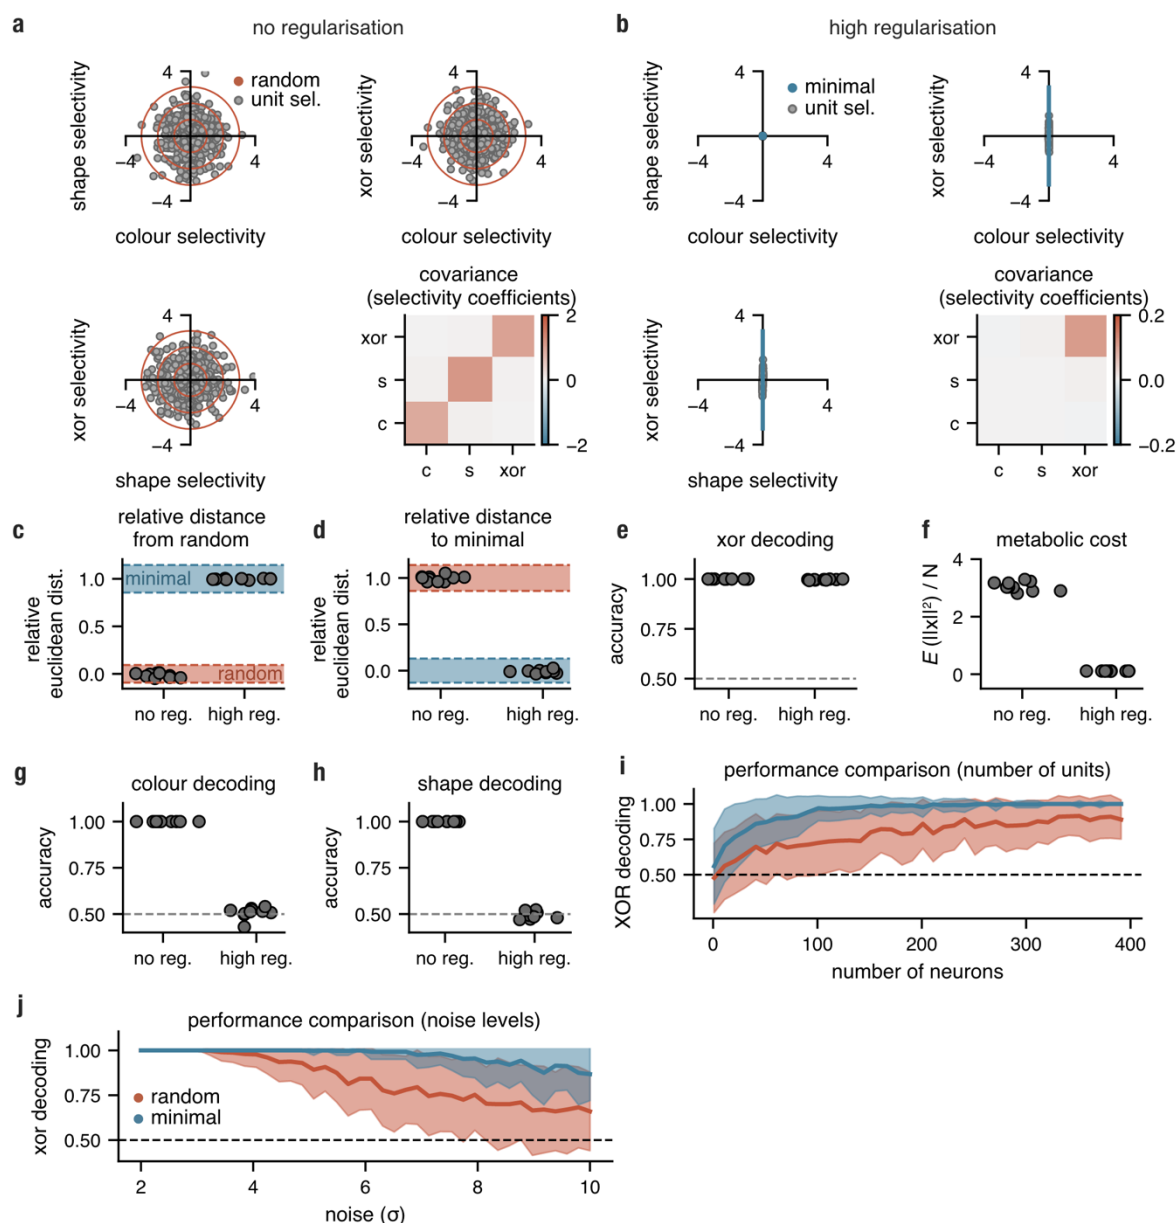 a
no regularisation
b
high regularisation
shape selectivity
4
random
unit sel.
−4
4
−4
colour selectivity
xor selectivity
4
−4
4
−4
colour selectivity
shape selectivity
4
minimal
unit sel.
−4
4
−4
colour selectivity
xor selectivity
4
−4
4
−4
colour selectivity
xor selectivity
4
−4
4
−4
shape selectivity
covariance
(selectivity coefficients)
xor
s
c
c s xor
2
0
−2
xor selectivity
4
−4
4
−4
shape selectivity
covariance
(selectivity coefficients)
xor
s
c
c s xor
0.2
0.0
−0.2
c
relative distance
from random
relative
euclidean dist.
1.0
0.5
0.0
minimal
random
no reg. high reg.
d
relative distance
to minimal
relative
euclidean dist.
1.0
0.5
0.0
no reg. high reg.
e
xor decoding
accuracy
1.00
0.75
0.50
no reg. high reg.
f
metabolic cost
E (||x||²) / N
4
2
0
no reg. high reg.
g
colour decoding
accuracy
1.00
0.75
0.50
no reg. high reg.
h
shape decoding
accuracy
1.00
0.75
0.50
no reg. high reg.
i
performance comparison (number of units)
XOR decoding
1.00
0.50
0 100 200 300 400
number of neurons
j
performance comparison (noise levels)
xor decoding
1.00
0.75
0.50
random
minimal
2 4 6 8 10
noise (σ)